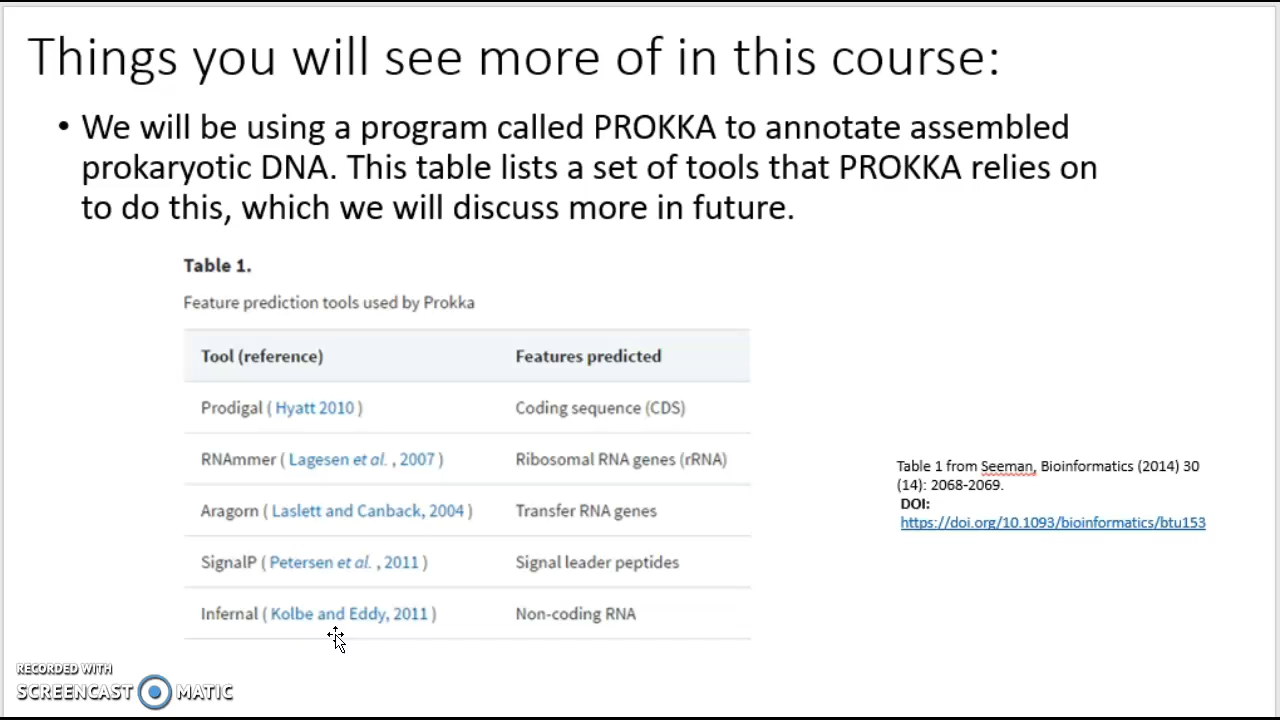 Things you will see more of in this course:
• We will be using a program called PROKKA to annotate assembled
prokaryotic DNA. This table lists a set of tools that PROKKA relies on
to do this, which we will discuss more in future.
Table 1.
Feature prediction tools used by Prokka
Tool (reference) Features predicted
Prodigal ( Hyatt 2010 ) Coding sequence (CDS)
RNAmmer ( Lagesen et al. , 2007 ) Ribosomal RNA genes (rRNA)
Aragorn ( Laslett and Canback, 2004 ) Transfer RNA genes
SignalP ( Petersen et al. , 2011 ) Signal leader peptides
Infernal ( Kolbe and Eddy, 2011 ) Non-coding RNA
Table 1 from Seeman, Bioinformatics (2014) 30
(14): 2068-2069.
DOI:
https://doi.org/10.1093/bioinformatics/btu153
RECORDED WITH
SCREENCAST MATIC